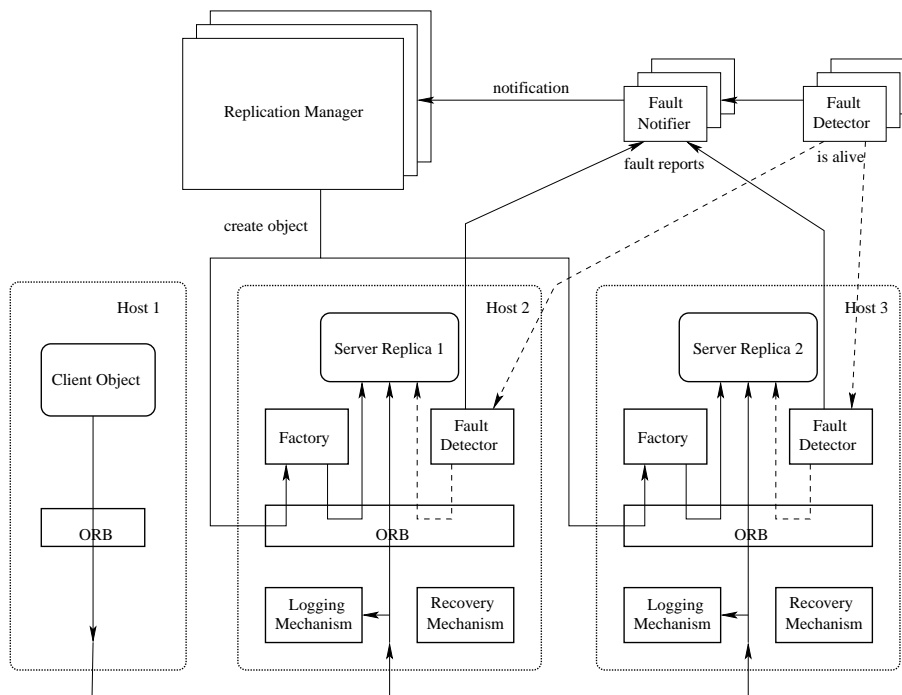 Replication Manager
notification
Fault
Notifier
Fault
Detector
fault reports
is alive
create object
Host 1
Client Object
ORB
Host 2
Server Replica 1
Factory
Fault
Detector
ORB
Logging
Mechanism
Recovery
Mechanism
Host 3
Server Replica 2
Factory
Fault
Detector
ORB
Logging
Mechanism
Recovery
Mechanism